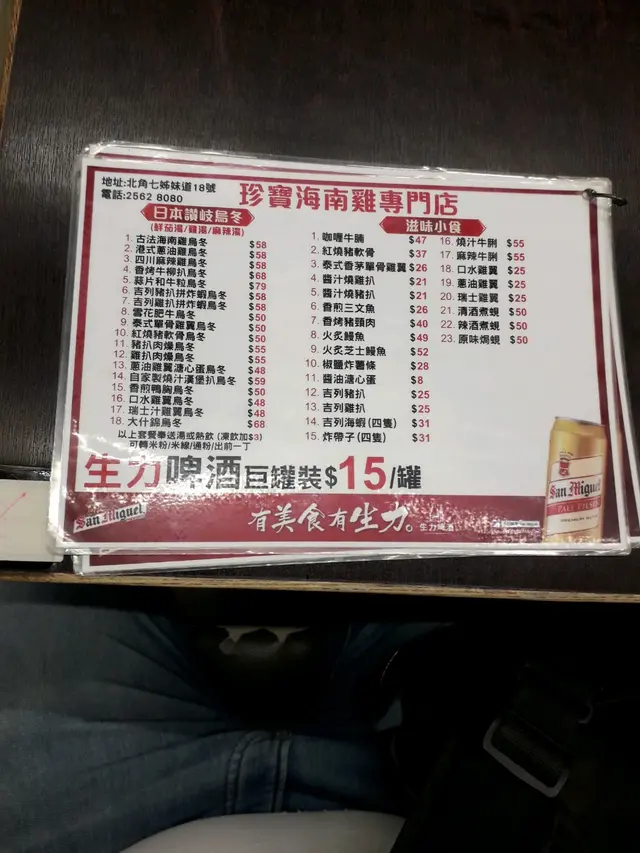 地址:北角七姊妹道18號
電話:2562 8080
珍寶海南雞專門店
日本讚岐烏冬
(鮮茄湯/雞湯/麻辣湯)
1. 古法海南雞烏冬 $58
2. 港式蔥油雞烏冬 $58
3. 四川麻辣雞烏冬 $58
4. 香烤牛柳扒烏冬 $68
5. 蒜片和牛粒烏冬 $79
6. 吉列豬扒拼炸蝦烏冬 $58
7. 吉列雞扒拼炸蝦烏冬 $58
8. 雪花肥牛烏冬 $50
9. 泰式單骨雞翼烏冬 $50
10. 紅燒豬軟骨烏冬 $50
11. 豬扒肉燥烏冬 $55
12. 雞扒肉燥烏冬 $55
13. 蔥油雞翼溏心蛋烏冬 $48
14. 自家製燒汁漢堡扒烏冬 $59
15. 香煎鴨胸烏冬 $50
16. 口水雞翼烏冬 $48
17. 瑞士汁雞翼烏冬 $48
18. 大什錦烏冬 $68
以上套餐奉送湯或熱飲 (凍飲加$3)
可轉米粉/米線/通粉/出前一丁
滋味小食
1. 咖喱牛腩 $47
2. 紅燒豬軟骨 $37
3. 泰式香茅單骨雞翼 $26
4. 醬汁燒雞扒 $21
5. 醬汁燒豬扒 $21
6. 香煎三文魚 $26
7. 香烤豬頸肉 $40
8. 火炙鰻魚 $49
9. 火炙芝士鰻魚 $52
10. 椒鹽炸薯條 $28
11. 醬油溏心蛋 $8
12. 吉列豬扒 $25
13. 吉列雞扒 $25
14. 吉列海蝦 (四隻) $31
15. 炸帶子 (四隻) $31
16. 燒汁牛脷 $55
17. 麻辣牛脷 $55
18. 口水雞翼 $25
19. 蔥油雞翼 $25
20. 瑞士雞翼 $25
21. 清酒煮蜆 $50
22. 辣酒煮蜆 $50
23. 原味焗蜆 $50
生力啤酒巨罐裝$15/罐
San Miguel
有美食有生力。
生力啤酒
San Miguel
PALE PILSEN